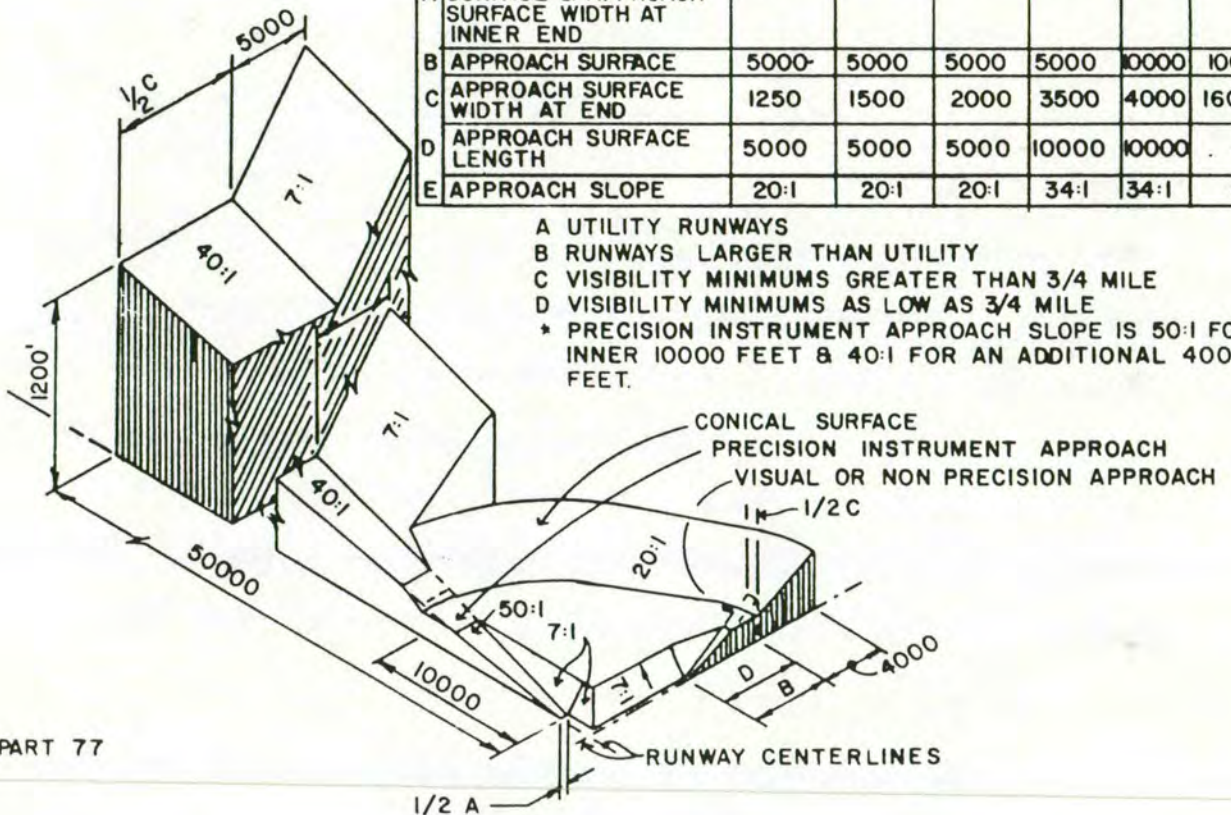 SURFACE WIDTH AT
INNER END
B APPROACH SURFACE 5000 5000 5000 5000 10000
C APPROACH SURFACE
WIDTH AT END 1250 1500 2000 3500 4000
D APPROACH SURFACE
LENGTH 5000 5000 5000 10000 10000
E APPROACH SLOPE 20:1 20:1 20:1 34:1 34:1
A UTILITY RUNWAYS
B RUNWAYS LARGER THAN UTILITY
C VISIBILITY MINIMUMS GREATER THAN 3/4 MILE
D VISIBILITY MINIMUMS AS LOW AS 3/4 MILE
* PRECISION INSTRUMENT APPROACH SLOPE IS 50:1
INNER 10000 FEET & 40:1 FOR AN ADDITIONAL
FEET.
5000
1/2 C
7:1
40:1
1200'
7:1
40:1
CONICAL SURFACE
PRECISION INSTRUMENT APPROACH
VISUAL OR NON PRECISION APPROACH
1/2 C
20:1
50000
50:1
7:1
7:1
10000
D
B
4000
PART 77
RUNWAY CENTERLINES
1/2 A